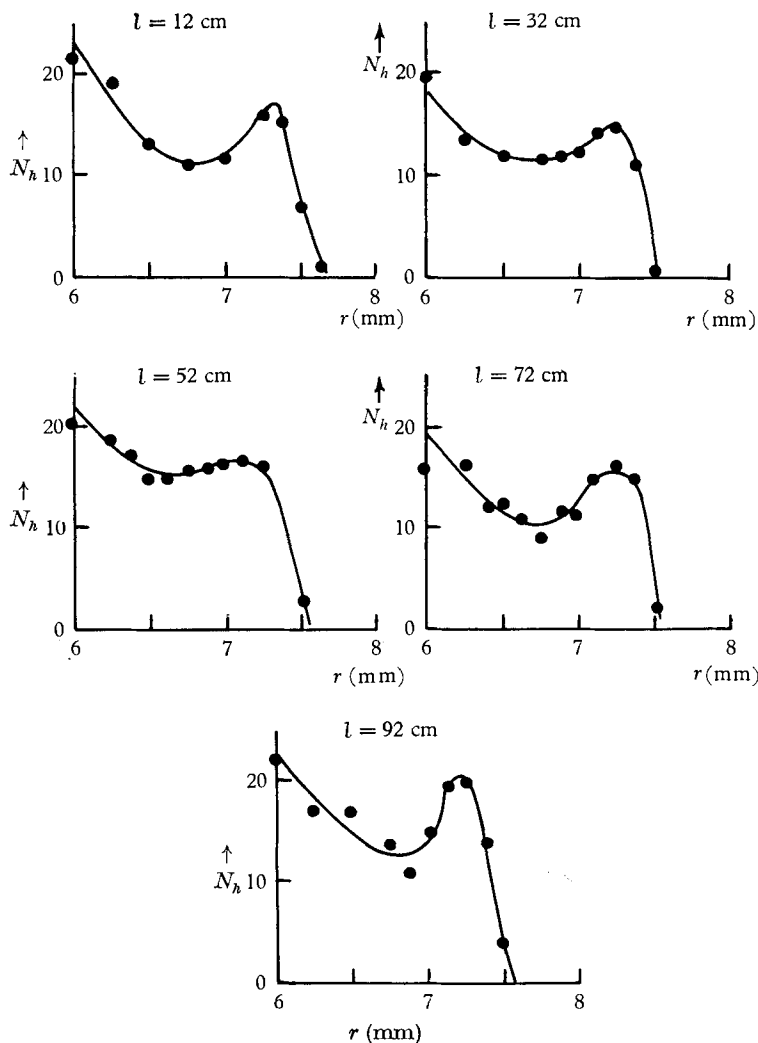 l = 12 cm
20
↑
N_h 10
0
6 7 8
r (mm)
l = 32 cm
↑
N_h 20
10
0
6 7 8
r (mm)
l = 52 cm
20
↑
N_h 10
0
6 7 8
r (mm)
l = 72 cm
↑
N_h 20
10
0
6 7 8
r (mm)
l = 92 cm
20
↑
N_h 10
0
6 7 8
r (mm)